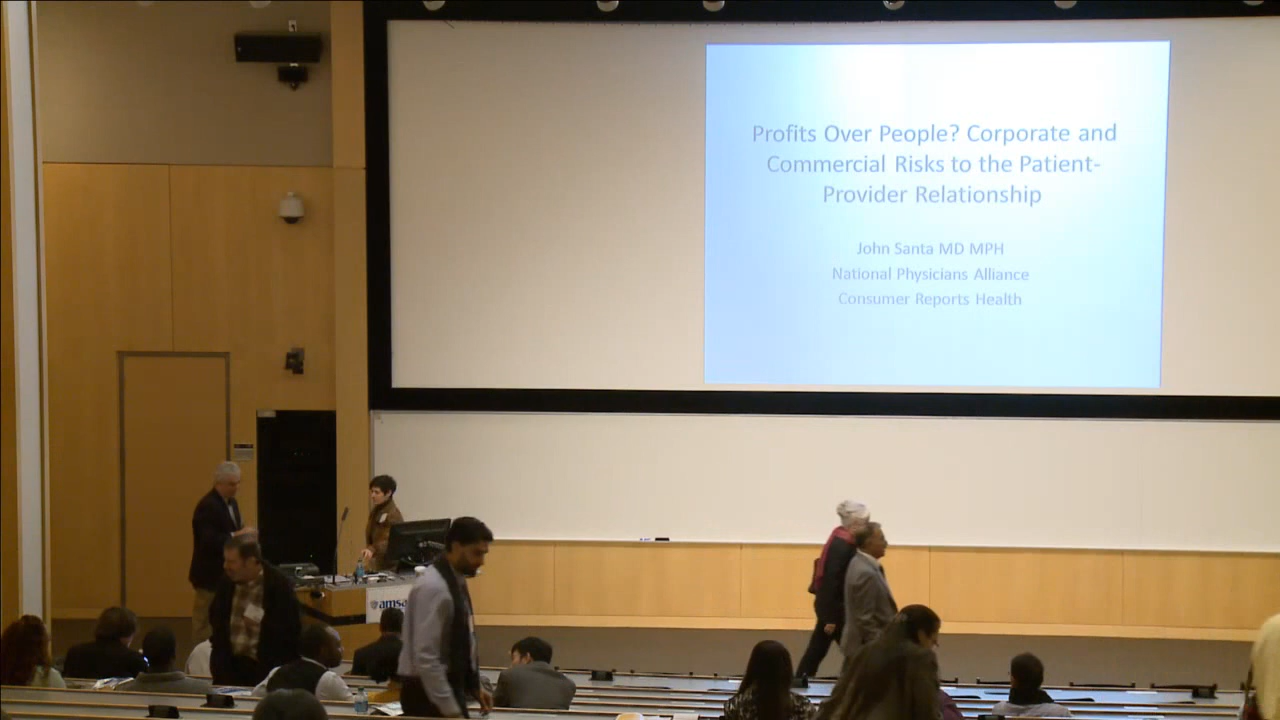 Profits Over People? Corporate and
Commercial Risks to the Patient-
Provider Relationship
John Santa MD MPH
National Physicians Alliance
Consumer Reports Health
amsa